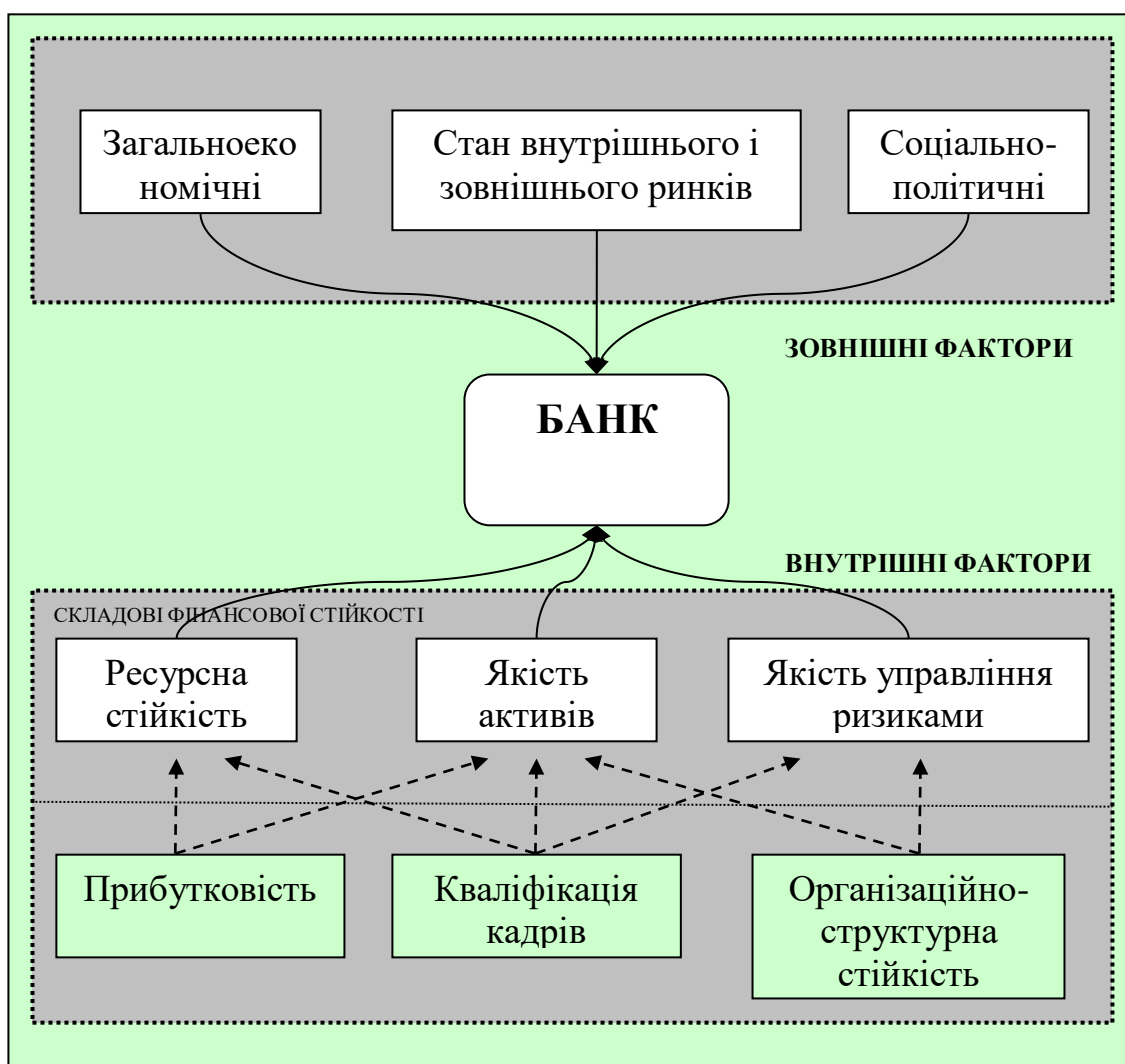 Загальноеко
номічні
Стан внутрішнього і
зовнішнього ринків
Соціально-
політичні
ЗОВНІШНІ ФАКТОРИ
БАНК
ВНУТРІШНІ ФАКТОРИ
СКЛАДОВІ ФІНАНСОВОЇ СТІЙКОСТІ
Ресурсна
стійкість
Якість
активів
Якість управління
ризиками
Прибутковість
Кваліфікація
кадрів
Організаційно-
структурна
стійкість